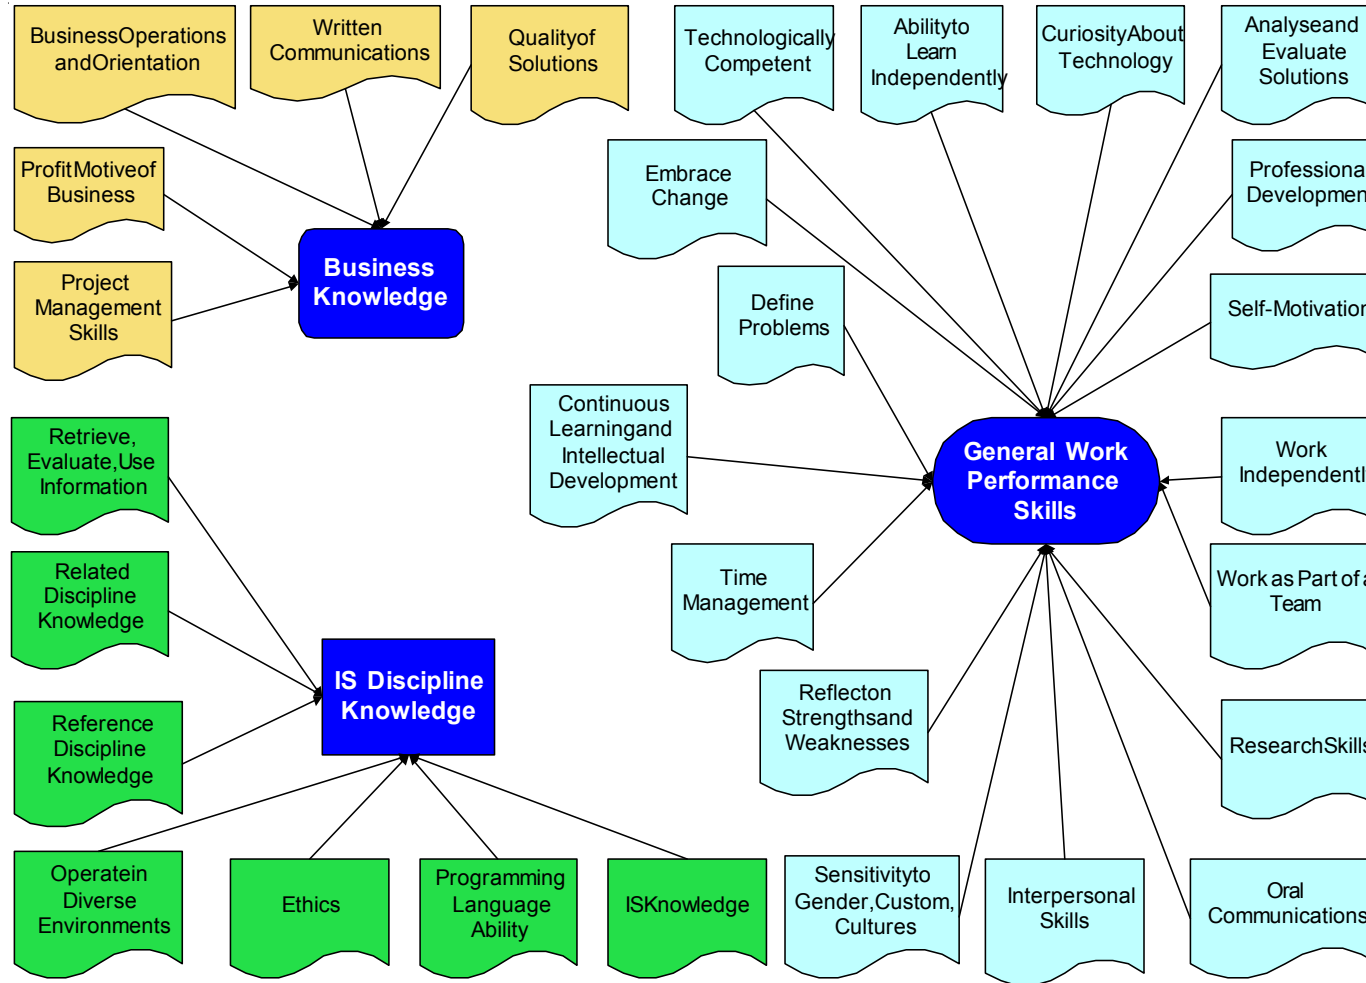 BusinessOperations
andOrientation
Written
Communications
Qualityof
Solutions
Technologically
Competent
Abilityto
Learn
Independently
CuriosityAbout
Technology
Analyseand
Evaluate
Solutions
ProfitMotiveof
Business
Embrace
Change
Professiona
Developmen
Business
Knowledge
Project
Management
Skills
Define
Problems
Self-Motivation
Continuous
Learningand
Intellectual
Development
Retrieve,
Evaluate,Use
Information
General Work
Performance
Skills
Work
Independentl
Related
Discipline
Knowledge
Time
Management
Work as Part of a
Team
IS Discipline
Knowledge
Reference
Discipline
Knowledge
Reflecton
Strengthsand
Weaknesses
ResearchSkills
Operatein
Diverse
Environments
Ethics
Programming
Language
Ability
ISKnowledge
Sensitivityto
Gender,Custom,
Cultures
Interpersonal
Skills
Oral
Communications